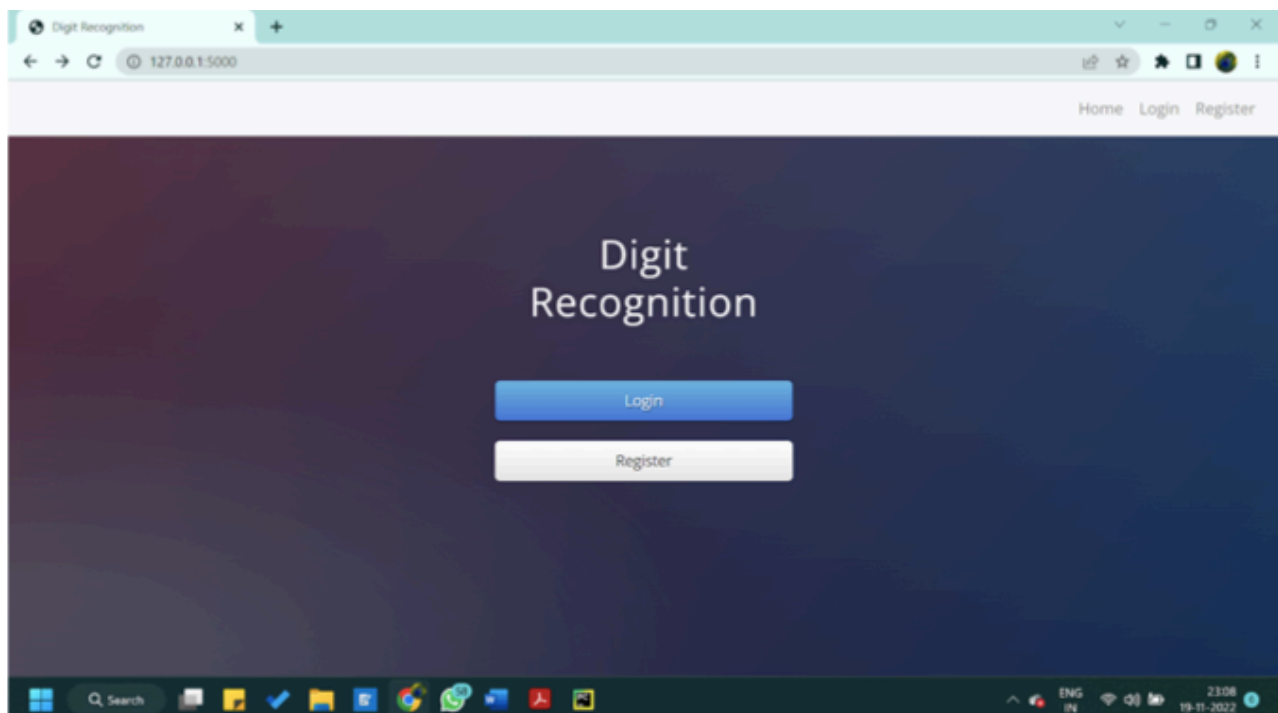 Digit Recognition
127.0.0.1:5000
Home Login Register
Digit
Recognition
Login
Register
Search
58
ENG
IN
23:08
19-11-2022